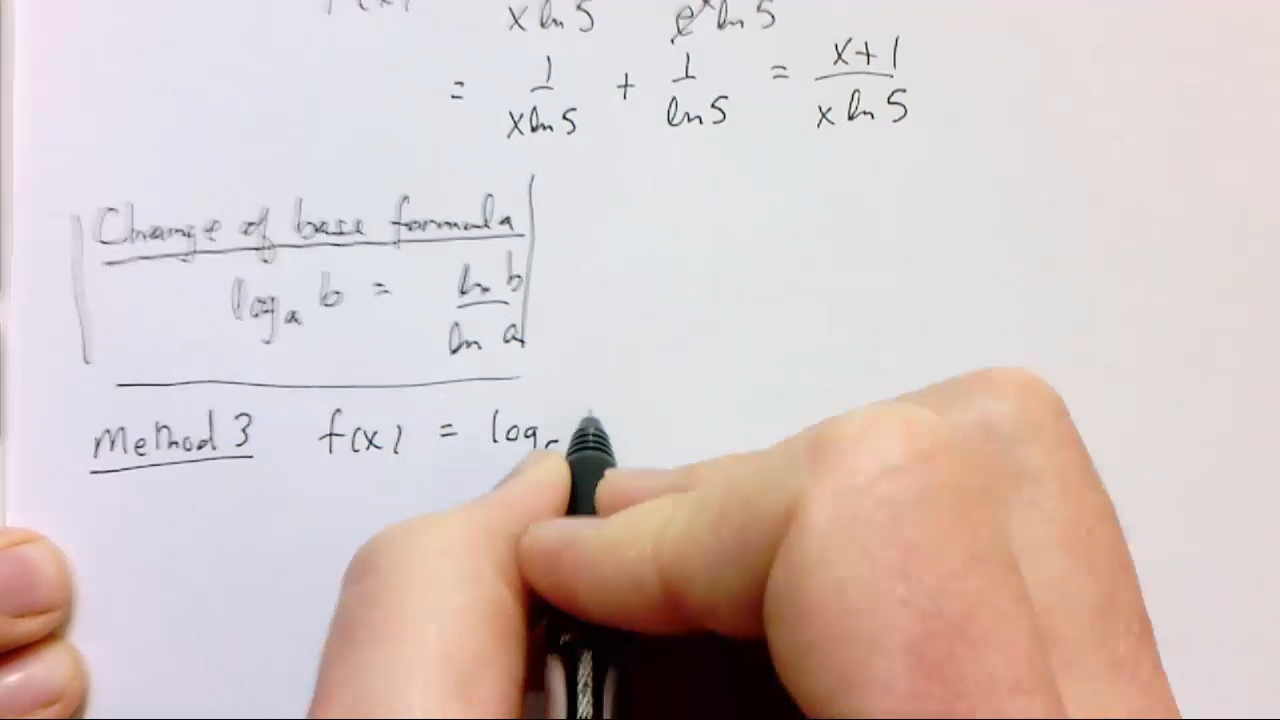 x ln 5 e^x ln 5
= 1/(x ln 5) + 1/(ln 5) = (x+1)/(x ln 5)
Change of base formula
log_a b = ln b / ln a
Method 3 f(x) = log